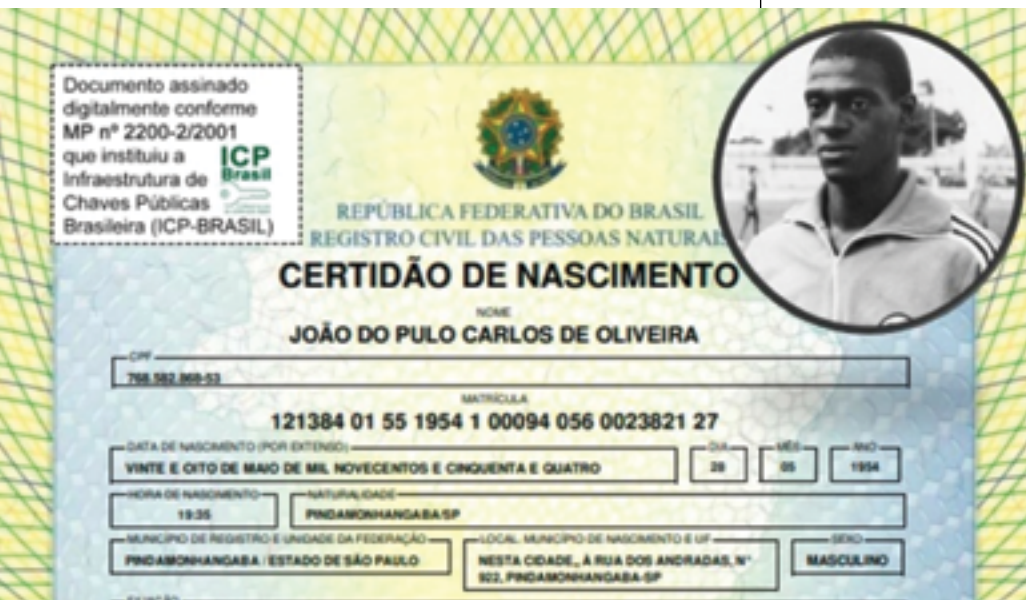 Documento assinado
digitalmente conforme
MP nº 2200-2/2001
que instituiu a
Infraestrutura de
Chaves Públicas
Brasileira (ICP-BRASIL)
ICP
Brasil
REPÚBLICA FEDERATIVA DO BRASIL
REGISTRO CIVIL DAS PESSOAS NATURAIS
CERTIDÃO DE NASCIMENTO
NOME
JOÃO DO PULO CARLOS DE OLIVEIRA
CPF
768.582.868-53
MATRÍCULA
121384 01 55 1954 1 00094 056 0023821 27
DATA DE NASCIMENTO (POR EXTENSO) DIA MÊS ANO
VINTE E OITO DE MAIO DE MIL NOVECENTOS E CINQUENTA E QUATRO 28 05 1954
HORA DE NASCIMENTO NATURALIDADE
19:35 PINDAMONHANGABA/SP
MUNICÍPIO DE REGISTRO E UNIDADE DA FEDERAÇÃO LOCAL, MUNICÍPIO DE NASCIMENTO E UF SEXO
PINDAMONHANGABA / ESTADO DE SÃO PAULO NESTA CIDADE,, À RUA DOS ANDRADAS, N° MASCULINO
922, PINDAMONHANGABA-SP